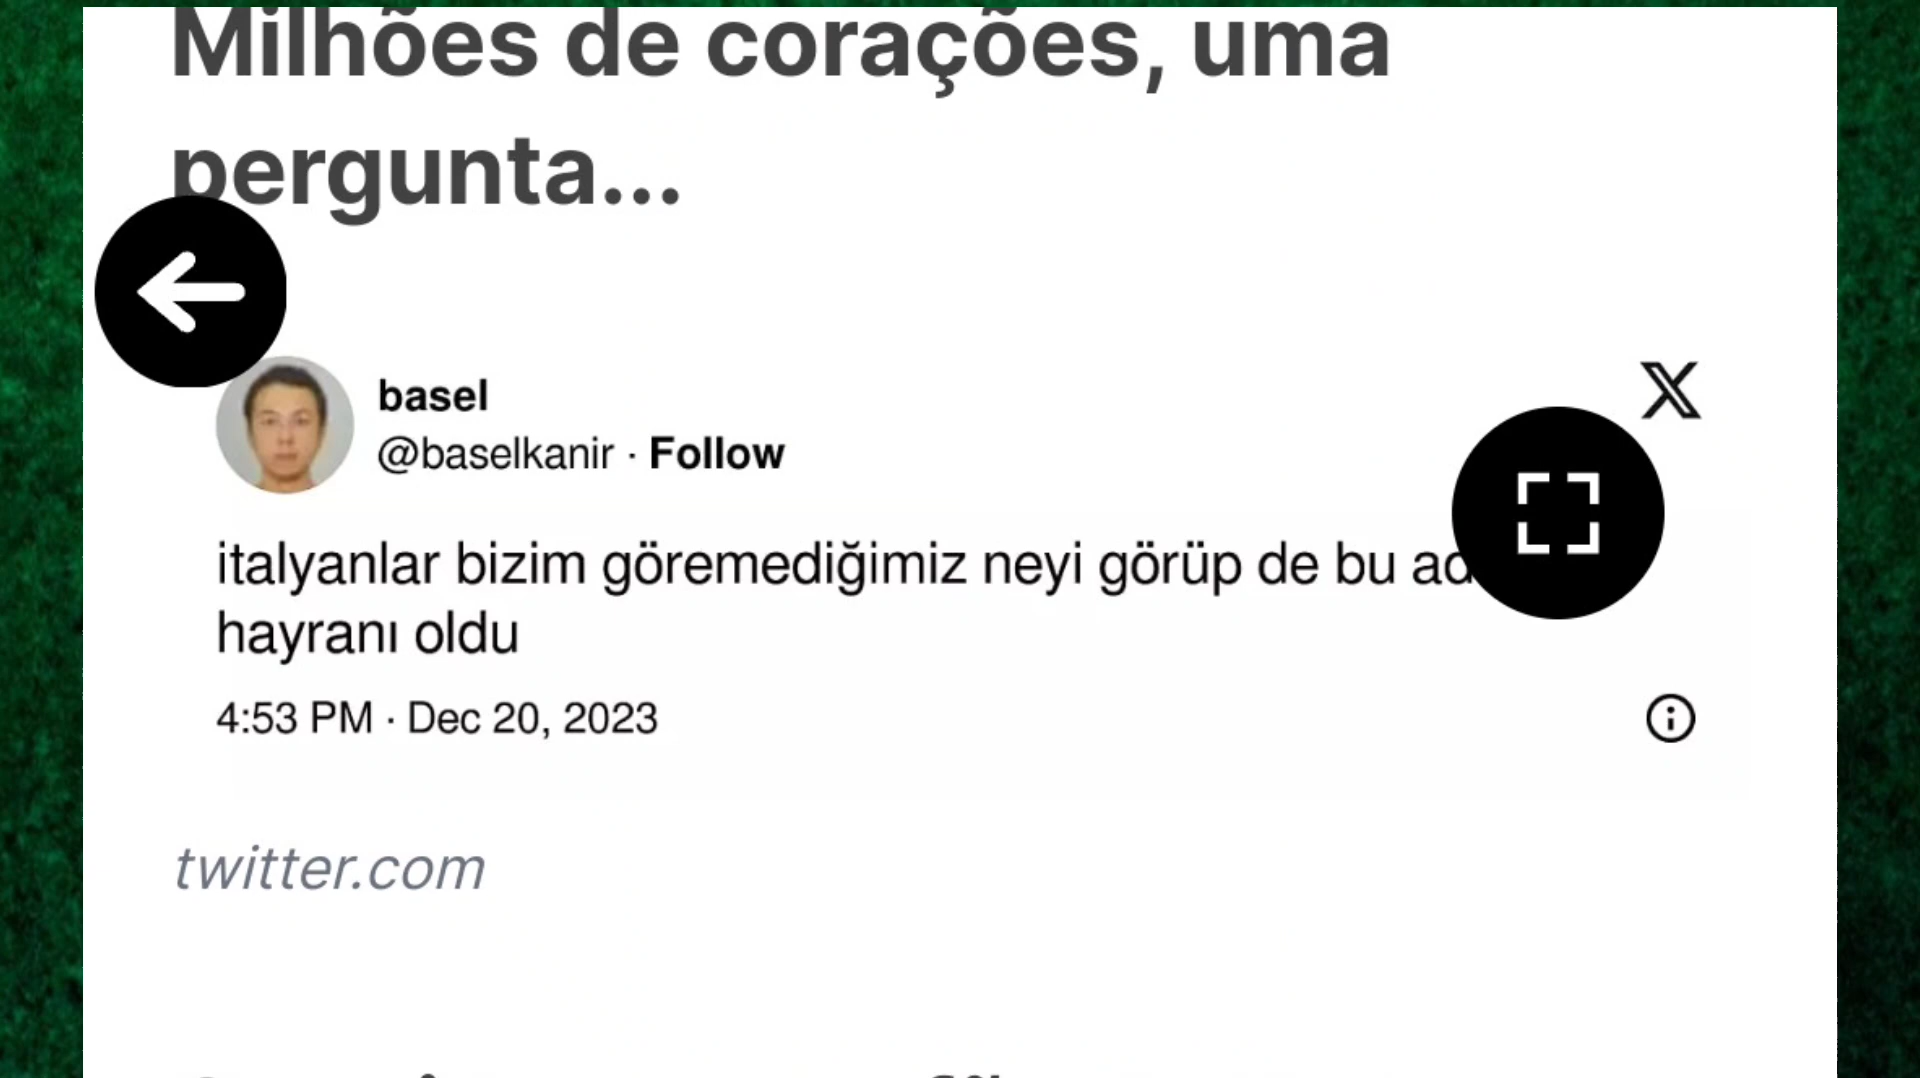 Milhões de corações, uma
pergunta...
basel
@baselkanir · Follow
italyanlar bizim göremediğimiz neyi görüp de bu
hayranı oldu
4:53 PM · Dec 20, 2023
twitter.com